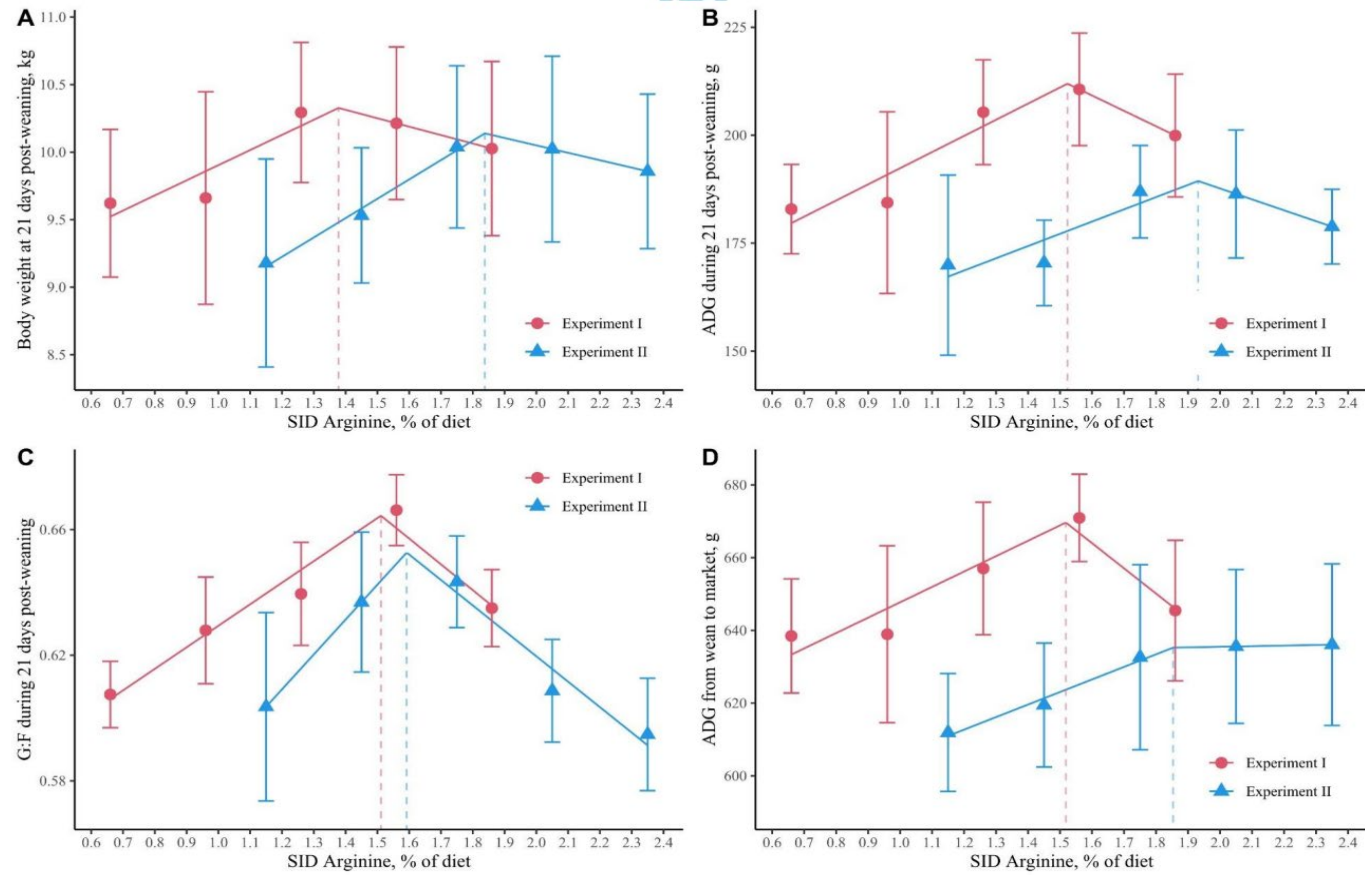 A
Body weight at 21 days post-weaning, kg
11.0
10.5
10.0
9.5
9.0
8.5
Experiment I
Experiment II
0.6 0.7 0.8 0.9 1.0 1.1 1.2 1.3 1.4 1.5 1.6 1.7 1.8 1.9 2.0 2.1 2.2 2.3 2.4
SID Arginine, % of diet
B
ADG during 21 days post-weaning, g
225
200
175
150
Experiment I
Experiment II
0.6 0.7 0.8 0.9 1.0 1.1 1.2 1.3 1.4 1.5 1.6 1.7 1.8 1.9 2.0 2.1 2.2 2.3 2.4
SID Arginine, % of diet
C
G:F during 21 days post-weaning
0.66
0.62
0.58
Experiment I
Experiment II
0.6 0.7 0.8 0.9 1.0 1.1 1.2 1.3 1.4 1.5 1.6 1.7 1.8 1.9 2.0 2.1 2.2 2.3 2.4
SID Arginine, % of diet
D
ADG from wean to market, g
680
660
640
620
600
Experiment I
Experiment II
0.6 0.7 0.8 0.9 1.0 1.1 1.2 1.3 1.4 1.5 1.6 1.7 1.8 1.9 2.0 2.1 2.2 2.3 2.4
SID Arginine, % of diet